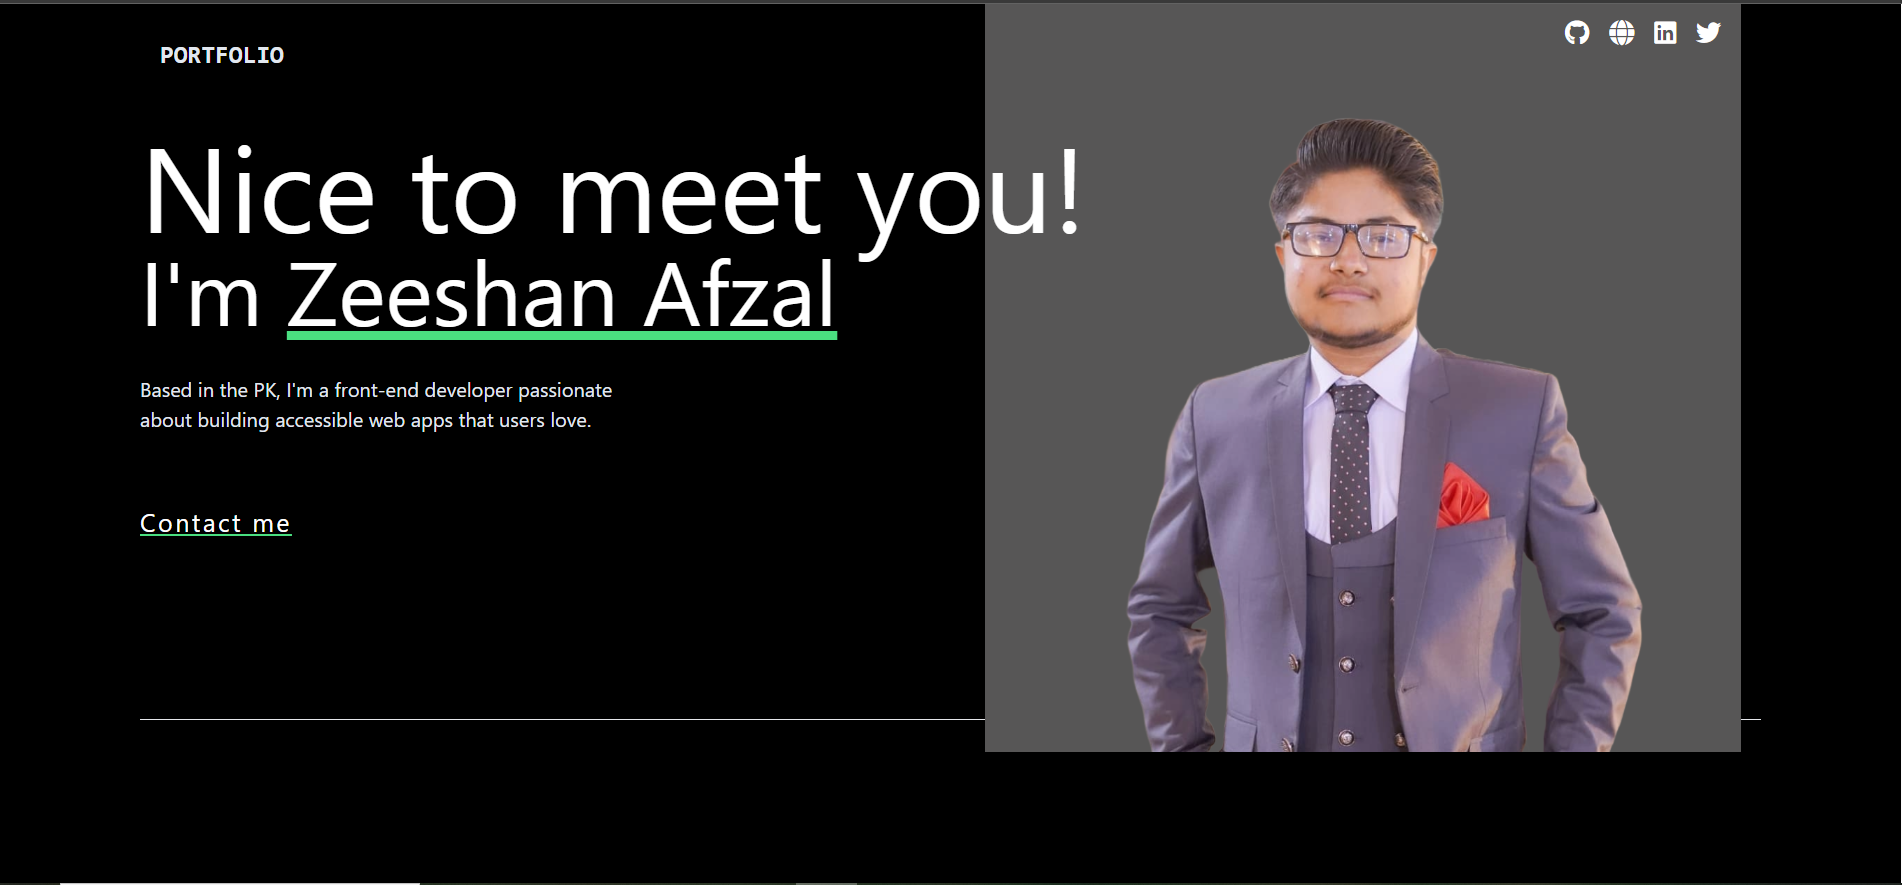 PORTFOLIO
Nice to meet you!
I'm Zeeshan Afzal
Based in the PK, I'm a front-end developer passionate
about building accessible web apps that users love.
Contact me